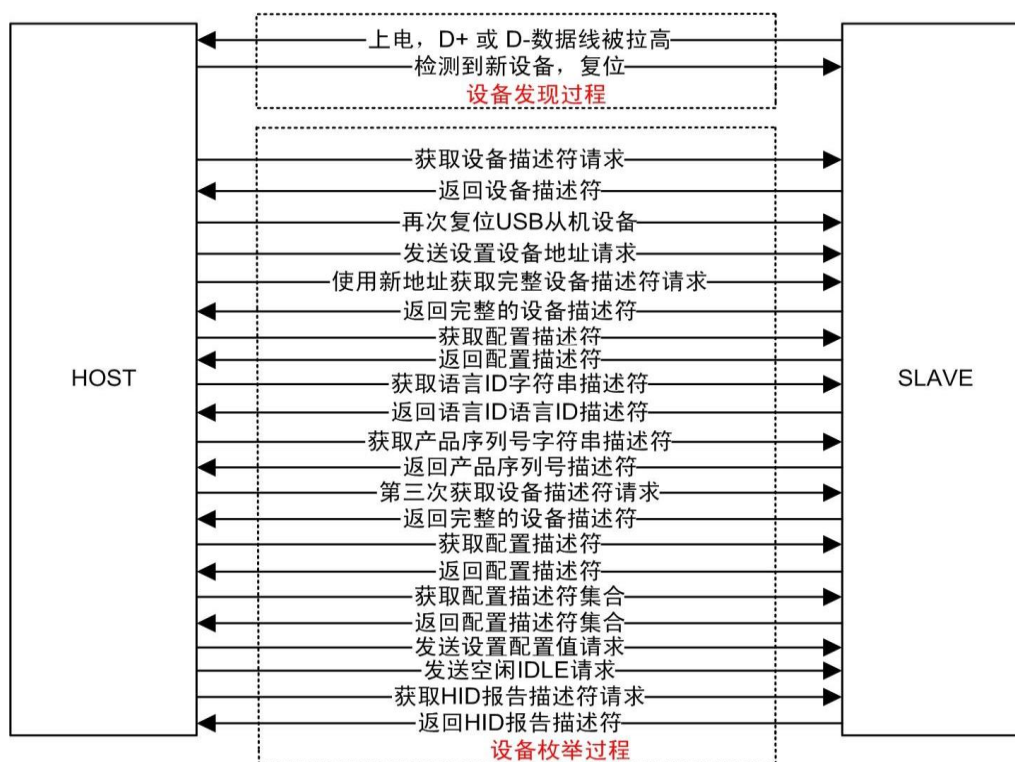 上电，D+ 或 D-数据线被拉高
检测到新设备，复位
设备发现过程
获取设备描述符请求
返回设备描述符
再次复位USB从机设备
发送设置设备地址请求
使用新地址获取完整设备描述符请求
返回完整的设备描述符
获取配置描述符
返回配置描述符
HOST
SLAVE
获取语言ID字符串描述符
返回语言ID语言ID描述符
获取产品序列号字符串描述符
返回产品序列号描述符
第三次获取设备描述符请求
返回完整的设备描述符
获取配置描述符
返回配置描述符
获取配置描述符集合
返回配置描述符集合
发送设置配置值请求
发送空闲IDLE请求
获取HID报告描述符请求
返回HID报告描述符
设备枚举过程